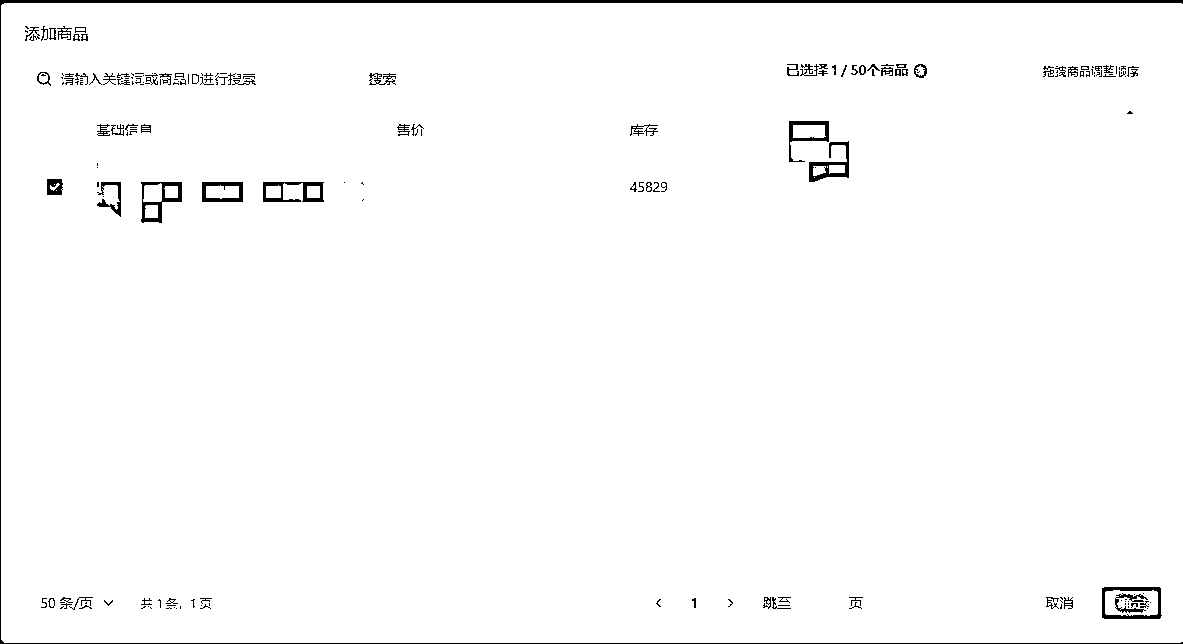 添加商品
请输入关键词或商品ID进行搜索 搜索
已选择 1 / 50个商品 拖拽商品调整顺序
基础信息 售价 库存
45829
50 条/页 共 1 条，1 页 1 跳至 页 取消 确定